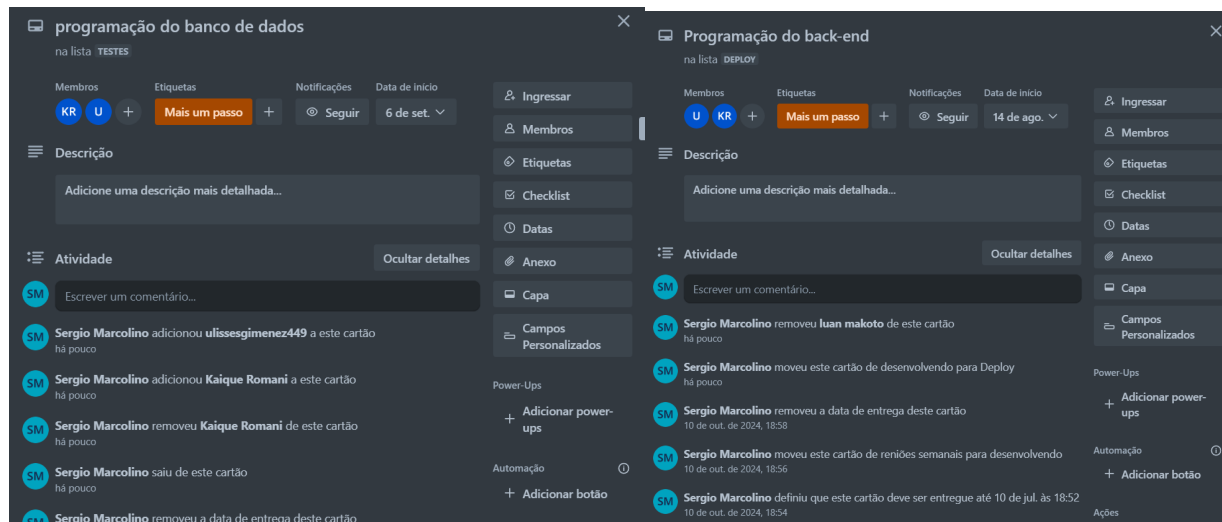 programação do banco de dados
na lista TESTES
Membros
Etiquetas
Notificações
Data de início
KR
U
Mais um passo
Seguir
6 de set.
Descrição
Adicione uma descrição mais detalhada...
Atividade
Ocultar detalhes
SM
Escrever um comentário...
SM
Sergio Marcolino adicionou ulissesgimenez449 a este cartão
há pouco
SM
Sergio Marcolino adicionou Kaique Romani a este cartão
há pouco
SM
Sergio Marcolino removeu Kaique Romani de este cartão
há pouco
SM
Sergio Marcolino saiu de este cartão
há pouco
SM
Sergio Marcolino removeu a data de entrega deste cartão
Ingressar
Membros
Etiquetas
Checklist
Datas
Anexo
Capa
Campos
Personalizados
Power-Ups
Adicionar power-
ups
Automação
Adicionar botão
Programação do back-end
na lista DEPLOY
Membros
Etiquetas
Notificações
Data de início
U
KR
Mais um passo
Seguir
14 de ago.
Descrição
Adicione uma descrição mais detalhada...
Atividade
Ocultar detalhes
SM
Escrever um comentário...
SM
Sergio Marcolino removeu luan makoto de este cartão
há pouco
SM
Sergio Marcolino moveu este cartão de desenvolvendo para Deploy
há pouco
SM
Sergio Marcolino removeu a data de entrega deste cartão
10 de out. de 2024, 18:58
SM
Sergio Marcolino moveu este cartão de reniões semanais para desenvolvendo
10 de out. de 2024, 18:56
SM
Sergio Marcolino definiu que este cartão deve ser entregue até 10 de jul. às 18:52
10 de out. de 2024, 18:54
Ingressar
Membros
Etiquetas
Checklist
Datas
Anexo
Capa
Campos
Personalizados
Power-Ups
Adicionar power-
ups
Automação
Adicionar botão
Ações